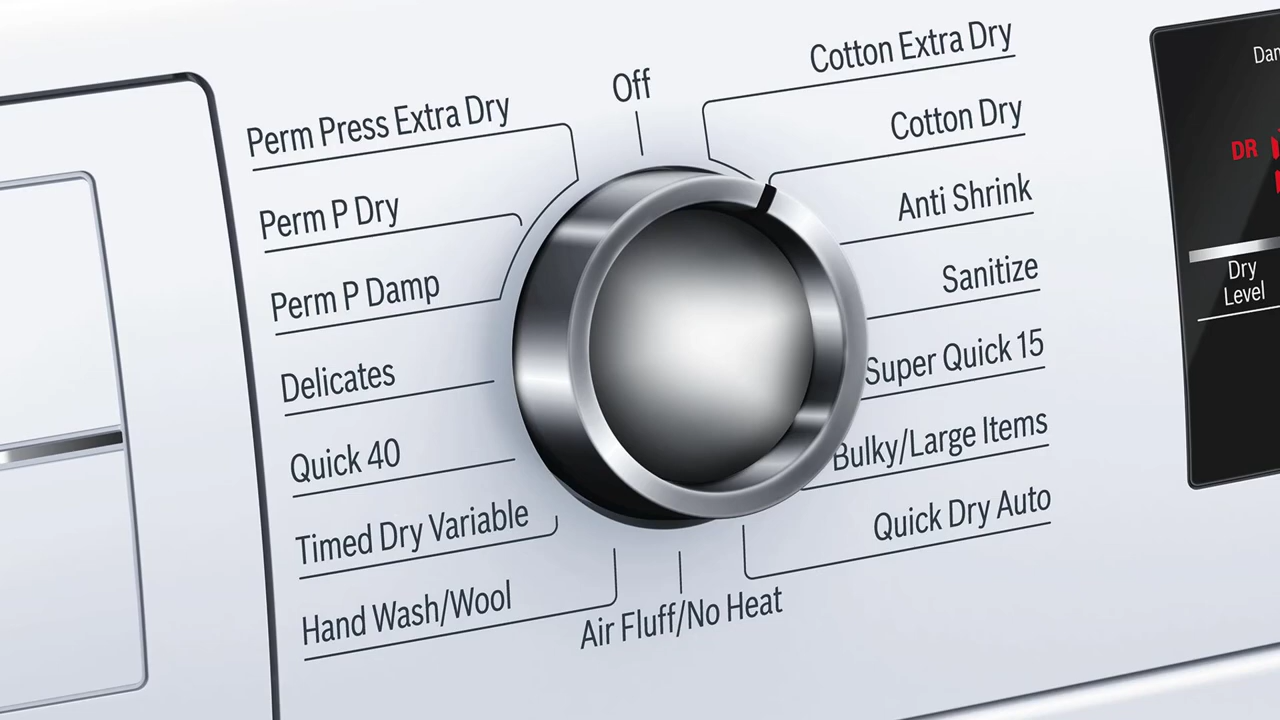 Off
Cotton Extra Dry
Cotton Dry
Anti Shrink
Sanitize
Super Quick 15
Bulky/Large Items
Quick Dry Auto
Air Fluff/No Heat
Hand Wash/Wool
Timed Dry Variable
Quick 40
Delicates
Perm P Damp
Perm P Dry
Perm Press Extra Dry
DR
Dry
Level